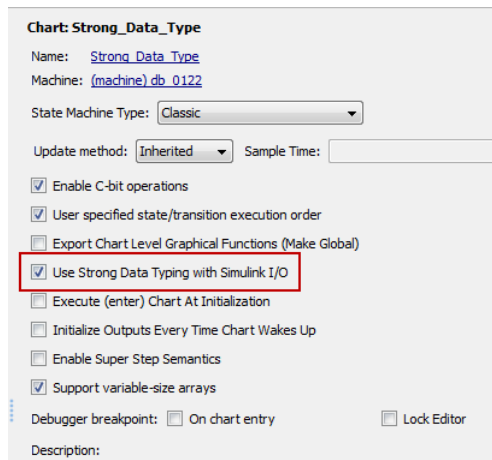 Chart: Strong_Data_Type
Name: Strong_Data_Type
Machine: (machine) db_0122
State Machine Type: Classic
Update method: Inherited Sample Time:
Enable C-bit operations
User specified state/transition execution order
Export Chart Level Graphical Functions (Make Global)
Use Strong Data Typing with Simulink I/O
Execute (enter) Chart At Initialization
Initialize Outputs Every Time Chart Wakes Up
Enable Super Step Semantics
Support variable-size arrays
Debugger breakpoint: On chart entry Lock Editor
Description: